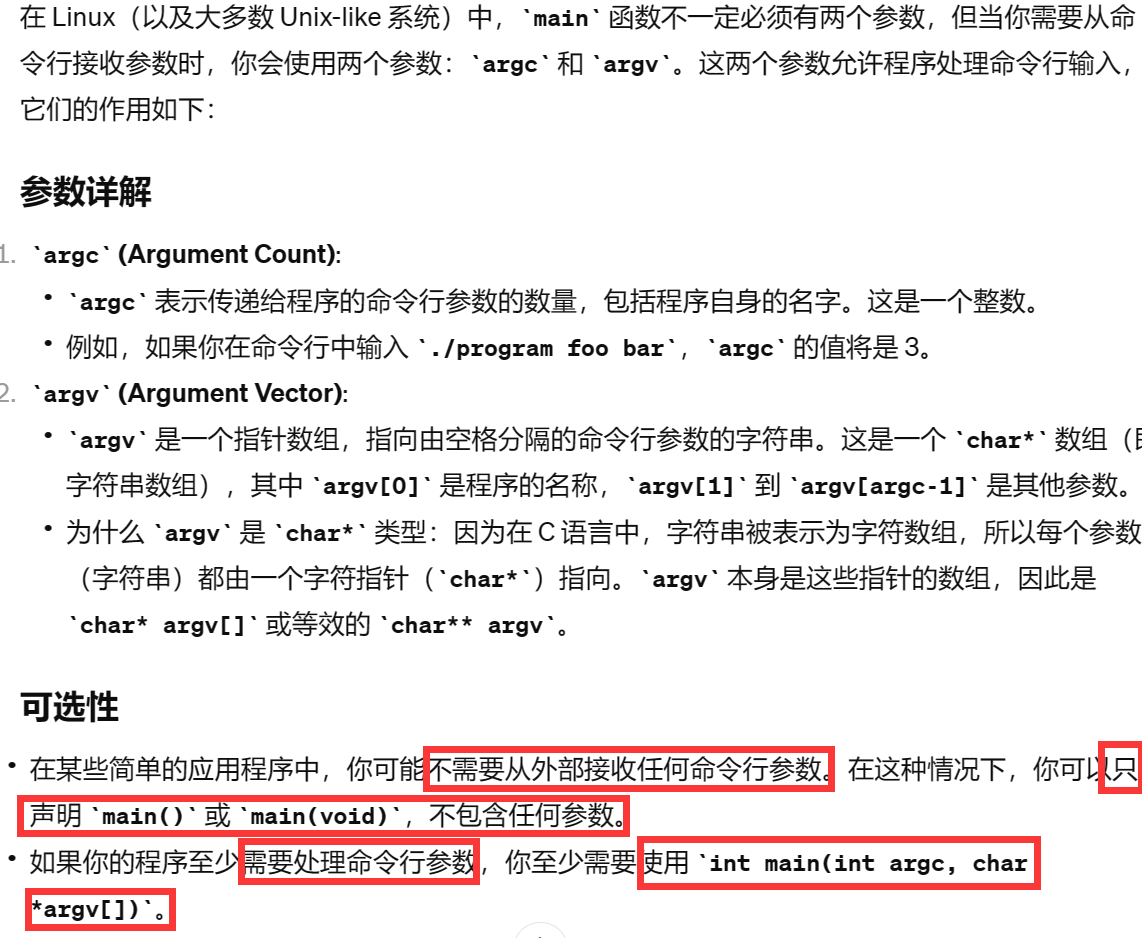 在 Linux（以及大多数 Unix-like 系统）中，`main` 函数不一定必须有两个参数，但当你需要从命
令行接收参数时，你会使用两个参数：`argc` 和 `argv`。这两个参数允许程序处理命令行输入，
它们的作用如下：
参数详解
1. `argc` (Argument Count):
• `argc` 表示传递给程序的命令行参数的数量，包括程序自身的名字。这是一个整数。
• 例如，如果你在命令行中输入 `./program foo bar`，`argc` 的值将是 3。
2. `argv` (Argument Vector):
• `argv` 是一个指针数组，指向由空格分隔的命令行参数的字符串。这是一个 `char*` 数组（
字符串数组），其中 `argv[0]` 是程序的名称，`argv[1]` 到 `argv[argc-1]` 是其他参数。
• 为什么 `argv` 是 `char*` 类型：因为在 C 语言中，字符串被表示为字符数组，所以每个参数
（字符串）都由一个字符指针（`char*`）指向。`argv` 本身是这些指针的数组，因此是
`char* argv[]` 或等效的 `char** argv`。
可选性
• 在某些简单的应用程序中，你可能不需要从外部接收任何命令行参数。在这种情况下，你可以只
声明 `main()` 或 `main(void)`，不包含任何参数。
• 如果你的程序至少需要处理命令行参数，你至少需要使用 `int main(int argc, char
*argv[])`。